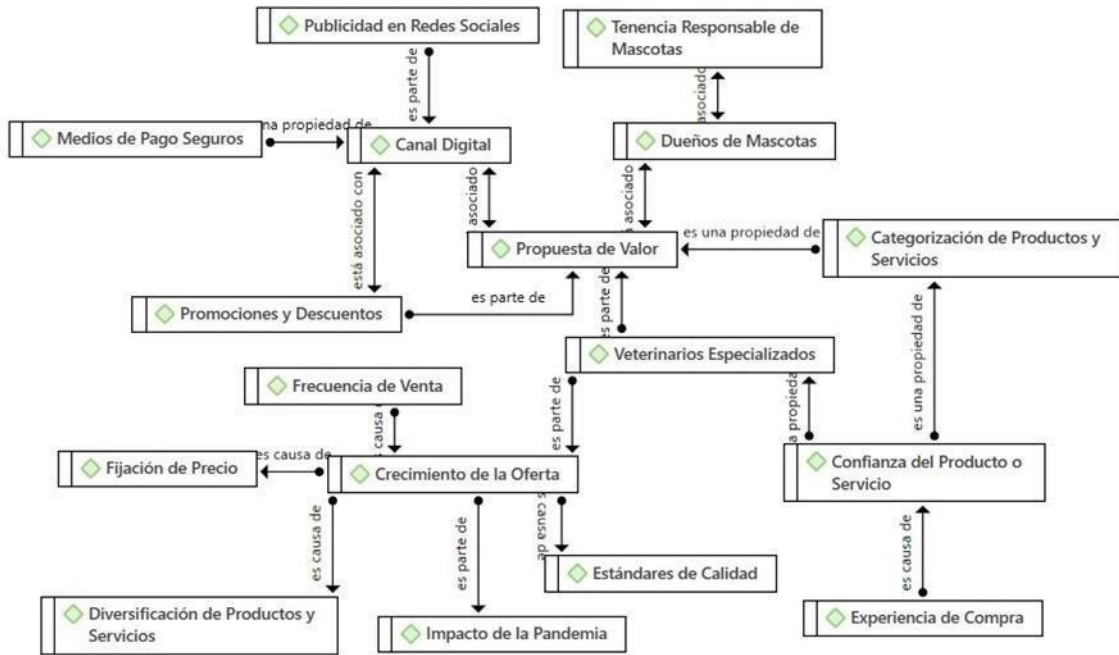 Publicidad en Redes Sociales
Tenencia Responsable de
Mascotas
es parte de
asociado
Medios de Pago Seguros
una propiedad de
Canal Digital
Dueños de Mascotas
está asociado con
asociado
asociado
Propuesta de Valor
es una propiedad de
Categorización de Productos y
Servicios
Promociones y Descuentos
es parte de
es parte de
Veterinarios Especializados
es una propiedad de
Frecuencia de Venta
causa
es parte de
a propieda
Fijación de Precio
es causa de
Crecimiento de la Oferta
Confianza del Producto o
Servicio
es causa de
es parte de
s causa de
es causa de
Estándares de Calidad
Diversificación de Productos y
Servicios
Impacto de la Pandemia
Experiencia de Compra